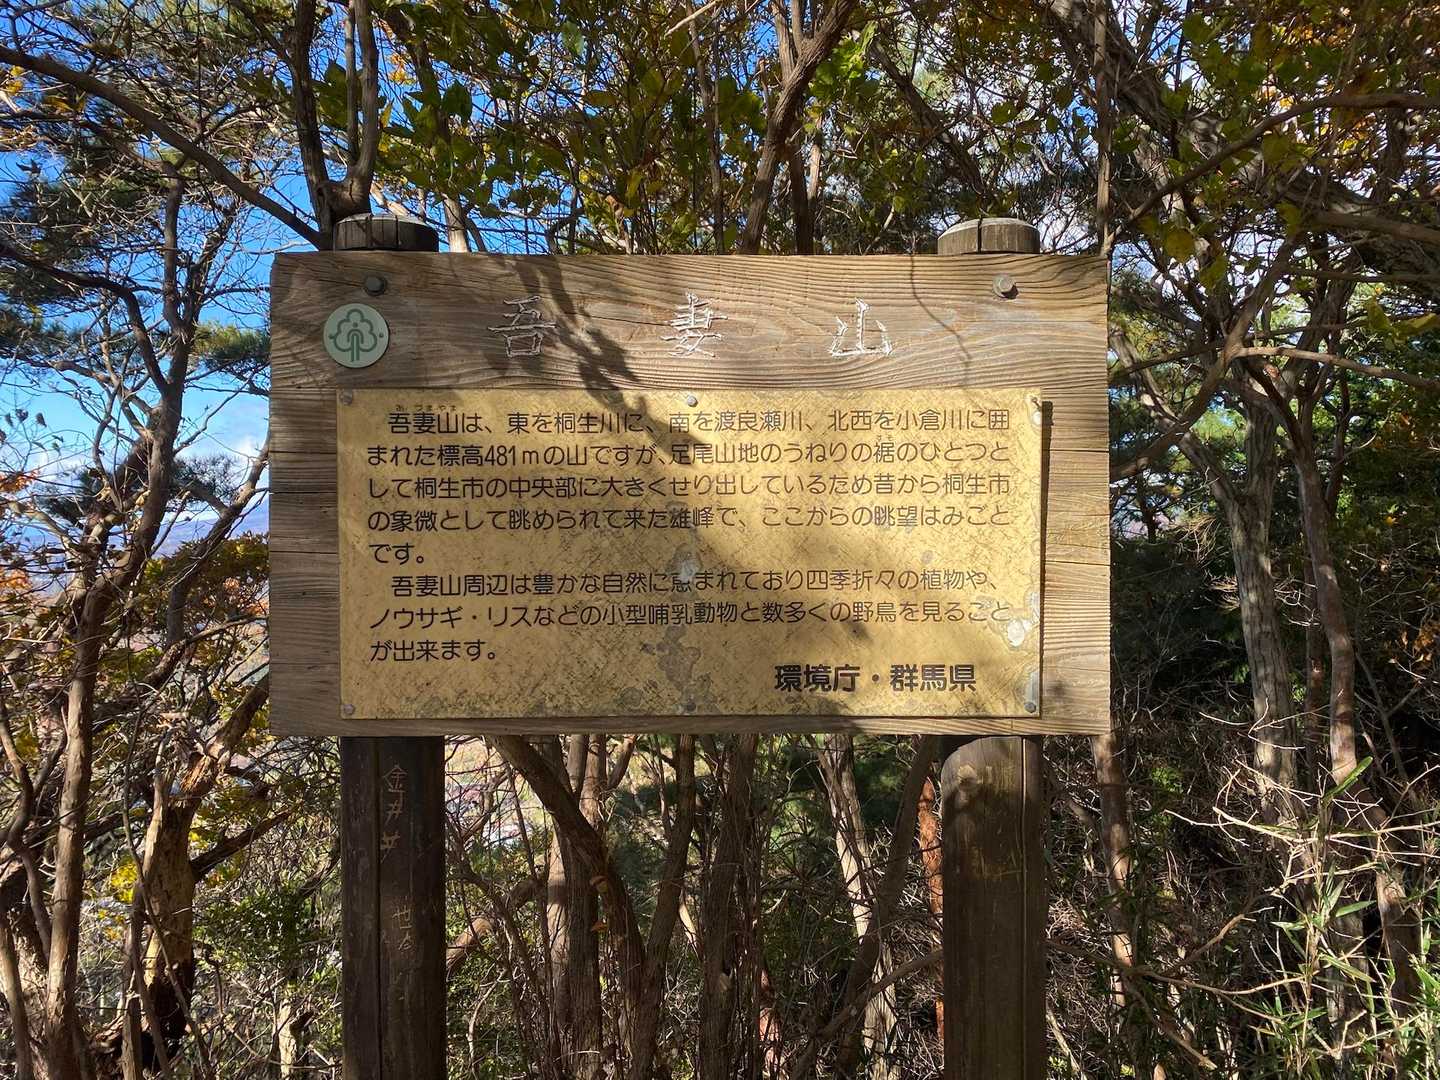 吾妻山
あづまやま
吾妻山は、東を桐生川に、南を渡良瀬川、北西を小倉川に囲
まれた標高481mの山ですが、足尾山地のうねりの裾のひとつと
して桐生市の中央部に大きくせり出しているため昔から桐生市
の象徴として眺められて来た雄峰で、ここからの眺望はみごと
です。
吾妻山周辺は豊かな自然に恵まれており四季折々の植物や、
ノウサギ・リスなどの小型哺乳動物と数多くの野鳥を見ること
が出来ます。
環境庁・群馬県
金井